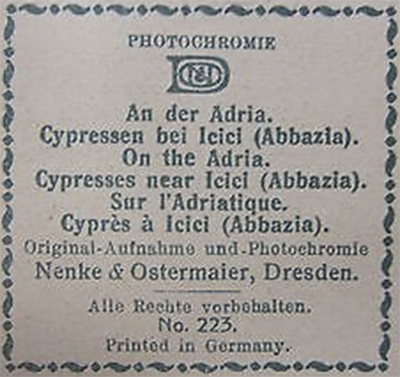 PHOTOCHROMIE
An der Adria.
Cypressen bei Icici (Abbazia).
On the Adria.
Cypresses near Icici (Abbazia).
Sur l'Adriatique.
Cyprès à Icici (Abbazia).
Original-Aufnahme und Photochromie
Nenke & Ostermaier, Dresden.
Alle Rechte vorbehalten.
No. 223.
Printed in Germany.